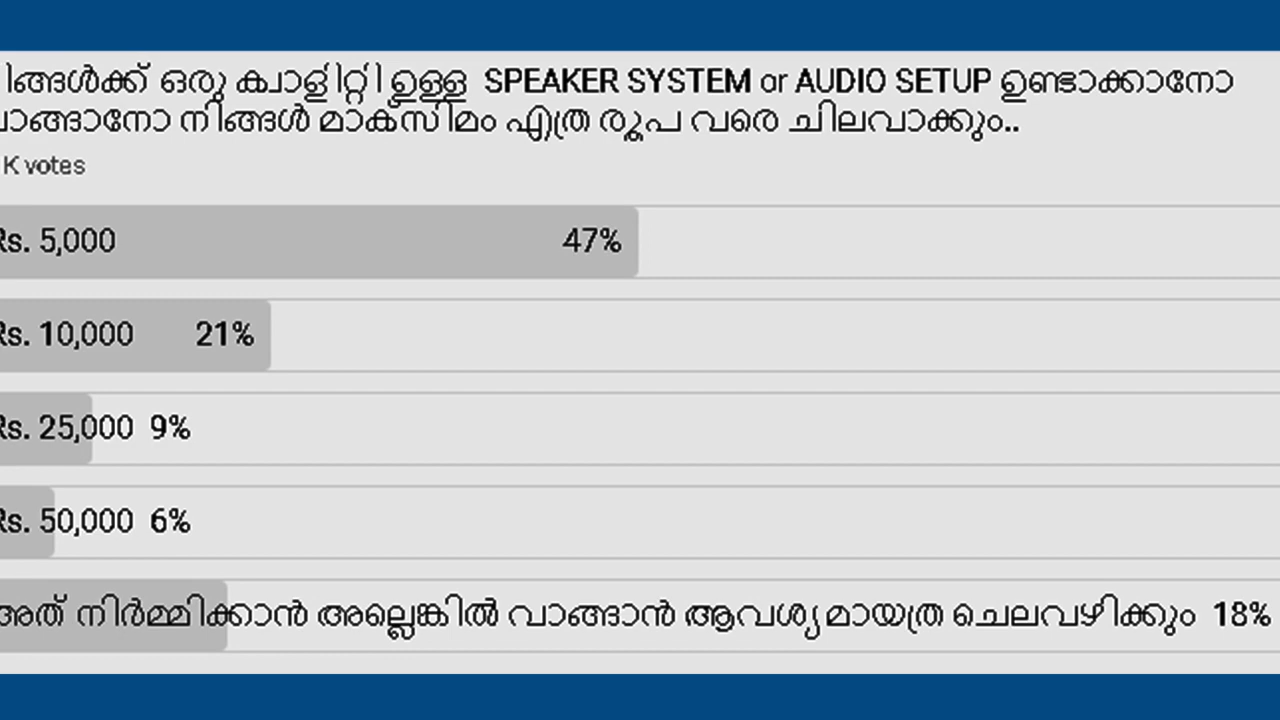 നിങ്ങൾക്ക് ഒരു ക്വാളിറ്റി ഉള്ള SPEAKER SYSTEM or AUDIO SETUP ഉണ്ടാക്കാനോ
വാങ്ങാനോ നിങ്ങൾ മാക്സിമം എത്ര രൂപ വരെ ചിലവാക്കും..
K votes
Rs. 5,000 47%
Rs. 10,000 21%
Rs. 25,000 9%
Rs. 50,000 6%
അത് നിർമ്മിക്കാൻ അല്ലെങ്കിൽ വാങ്ങാൻ ആവശ്യമായത്ര ചെലവഴിക്കും 18%